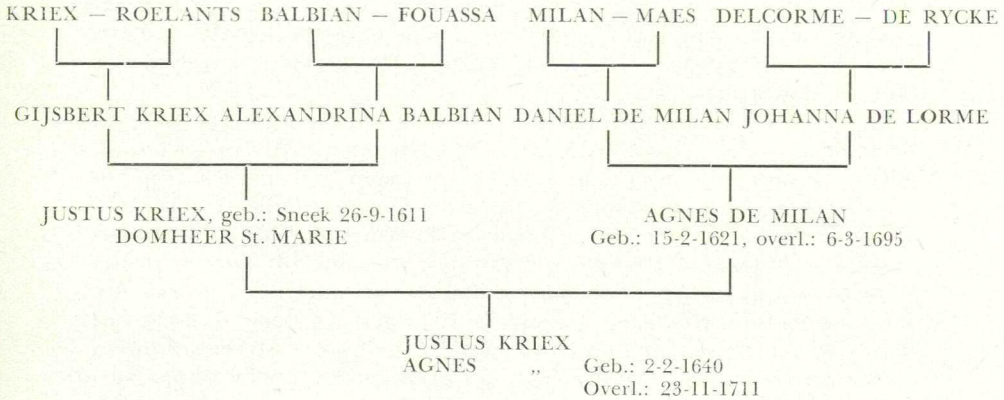 KRIEX — ROELANTS BALBIAN — FOUASSA MILAN — MAES DELCORME — DE RYCKE
GIJSBERT KRIEX ALEXANDRINA BALBIAN DANIEL DE MILAN JOHANNA DE LORME
JUSTUS KRIEX, geb.: Sneek 26-9-1611
DOMHEER St. MARIE
AGNES DE MILAN
Geb.: 15-2-1621, overl.: 6-3-1695
JUSTUS KRIEX
AGNES „ Geb.: 2-2-1640
Overl.: 23-11-1711